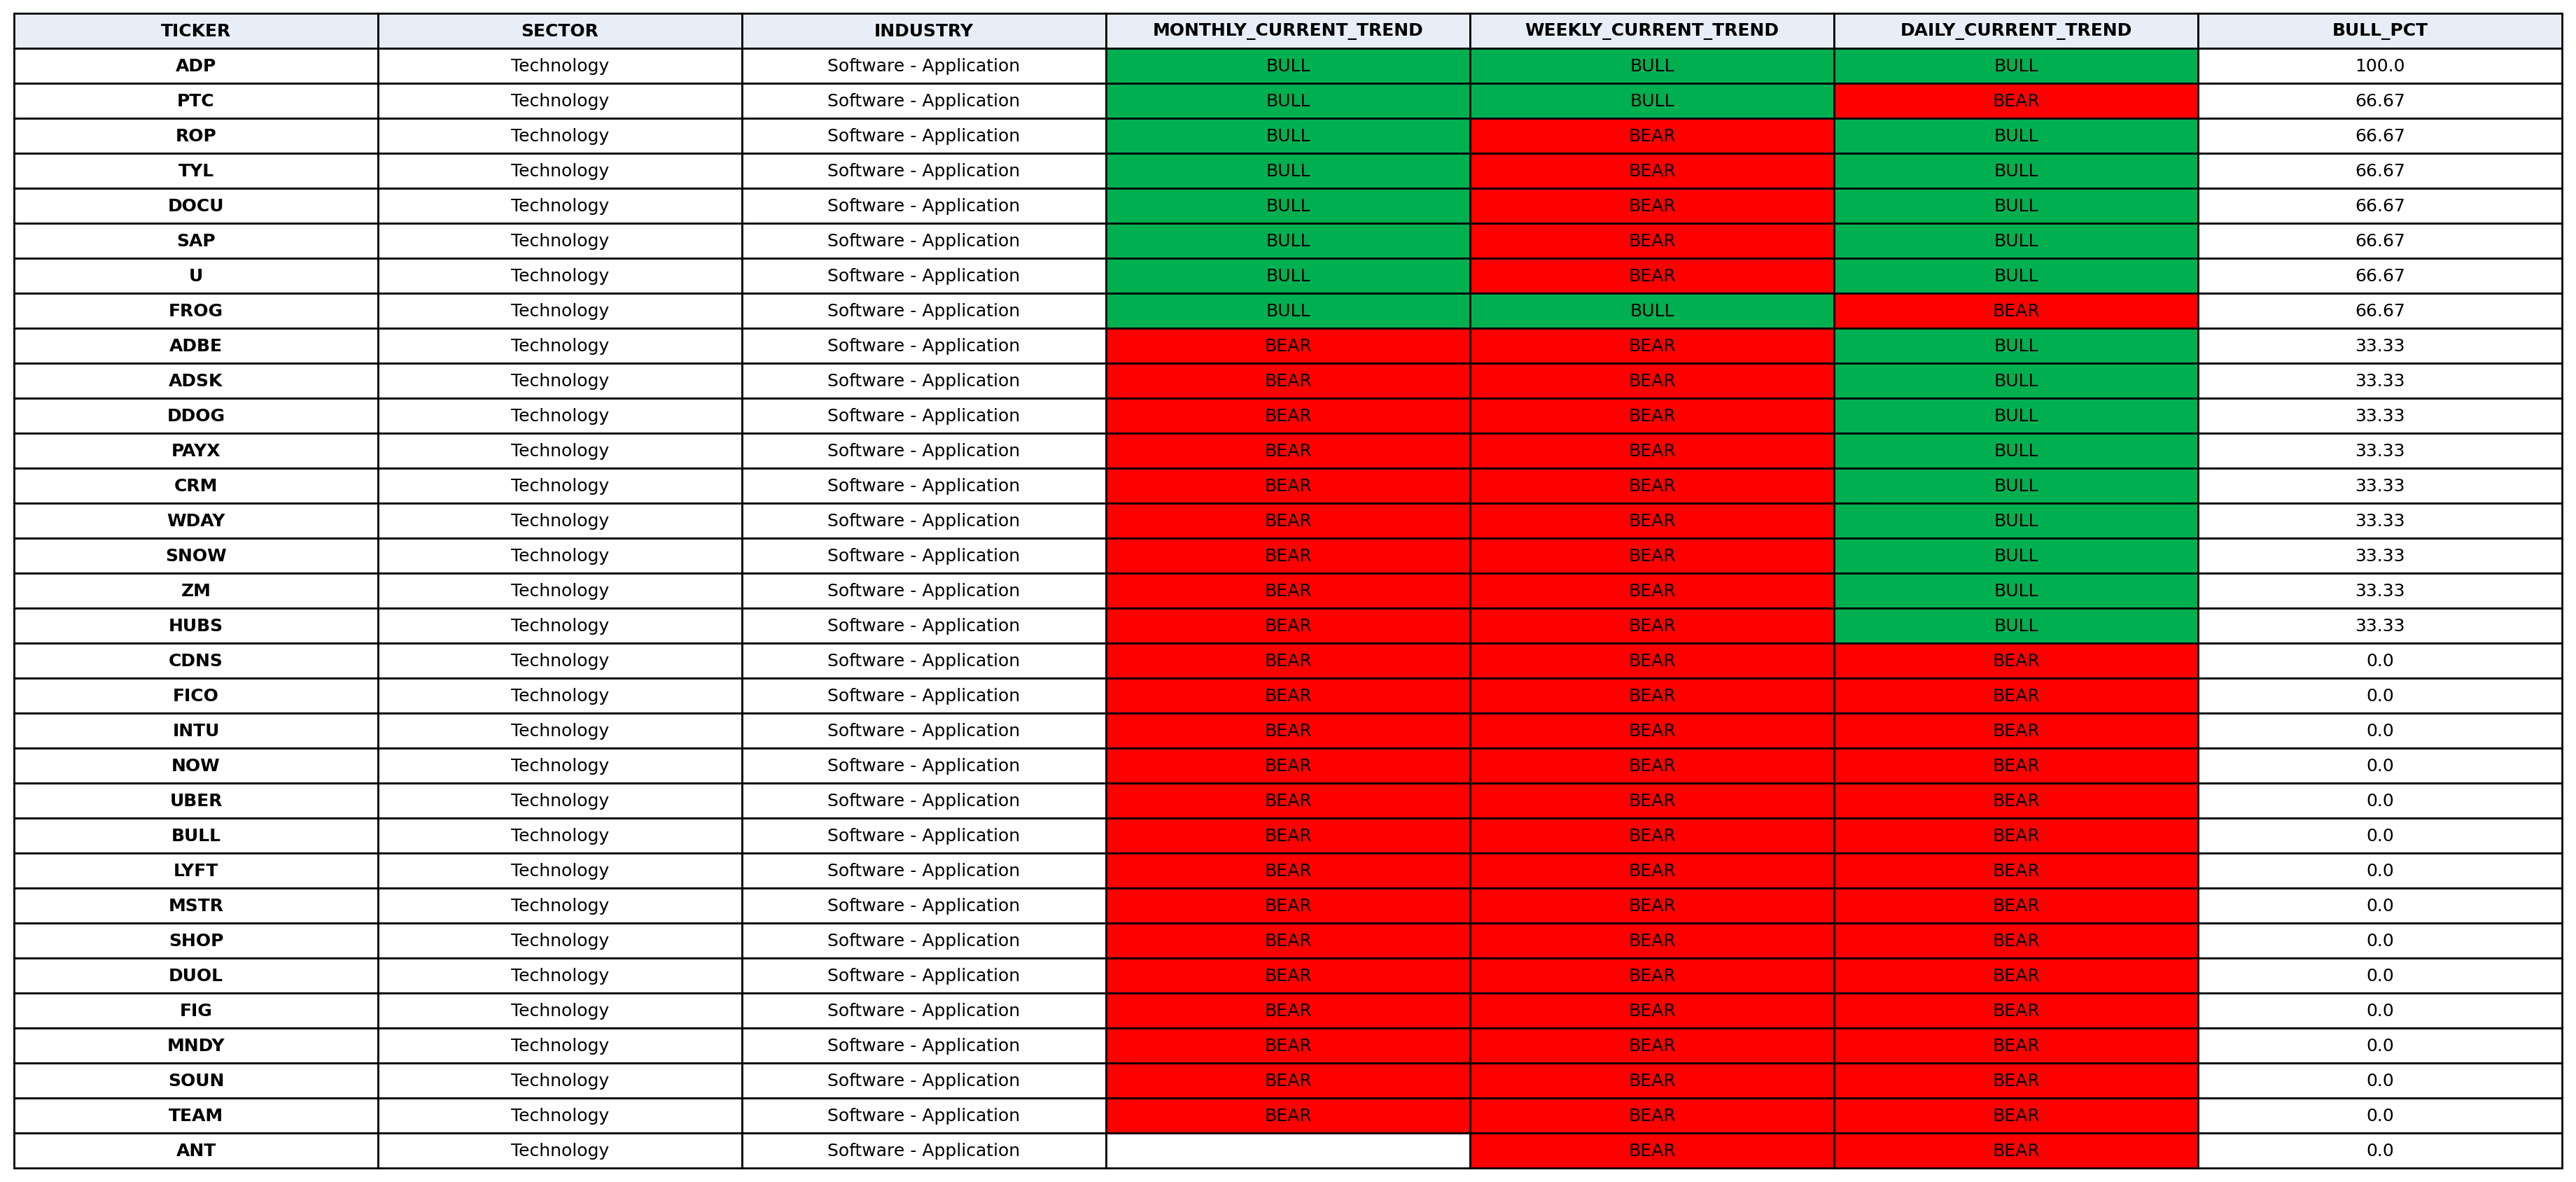 TICKER SECTOR INDUSTRY MONTHLY_CURRENT_TREND WEEKLY_CURRENT_TREND DAILY_CURRENT_TREND BULL_PCT
ADP Technology Software - Application BULL BULL BULL 100.0
PTC Technology Software - Application BULL BULL BEAR 66.67
ROP Technology Software - Application BULL BEAR BULL 66.67
TYL Technology Software - Application BULL BEAR BULL 66.67
DOCU Technology Software - Application BULL BEAR BULL 66.67
SAP Technology Software - Application BULL BEAR BULL 66.67
U Technology Software - Application BULL BEAR BULL 66.67
FROG Technology Software - Application BULL BULL BEAR 66.67
ADBE Technology Software - Application BEAR BEAR BULL 33.33
ADSK Technology Software - Application BEAR BEAR BULL 33.33
DDOG Technology Software - Application BEAR BEAR BULL 33.33
PAYX Technology Software - Application BEAR BEAR BULL 33.33
CRM Technology Software - Application BEAR BEAR BULL 33.33
WDAY Technology Software - Application BEAR BEAR BULL 33.33
SNOW Technology Software - Application BEAR BEAR BULL 33.33
ZM Technology Software - Application BEAR BEAR BULL 33.33
HUBS Technology Software - Application BEAR BEAR BULL 33.33
CDNS Technology Software - Application BEAR BEAR BEAR 0.0
FICO Technology Software - Application BEAR BEAR BEAR 0.0
INTU Technology Software - Application BEAR BEAR BEAR 0.0
NOW Technology Software - Application BEAR BEAR BEAR 0.0
UBER Technology Software - Application BEAR BEAR BEAR 0.0
BULL Technology Software - Application BEAR BEAR BEAR 0.0
LYFT Technology Software - Application BEAR BEAR BEAR 0.0
MSTR Technology Software - Application BEAR BEAR BEAR 0.0
SHOP Technology Software - Application BEAR BEAR BEAR 0.0
DUOL Technology Software - Application BEAR BEAR BEAR 0.0
FIG Technology Software - Application BEAR BEAR BEAR 0.0
MNDY Technology Software - Application BEAR BEAR BEAR 0.0
SOUN Technology Software - Application BEAR BEAR BEAR 0.0
TEAM Technology Software - Application BEAR BEAR BEAR 0.0
ANT Technology Software - Application BEAR BEAR 0.0